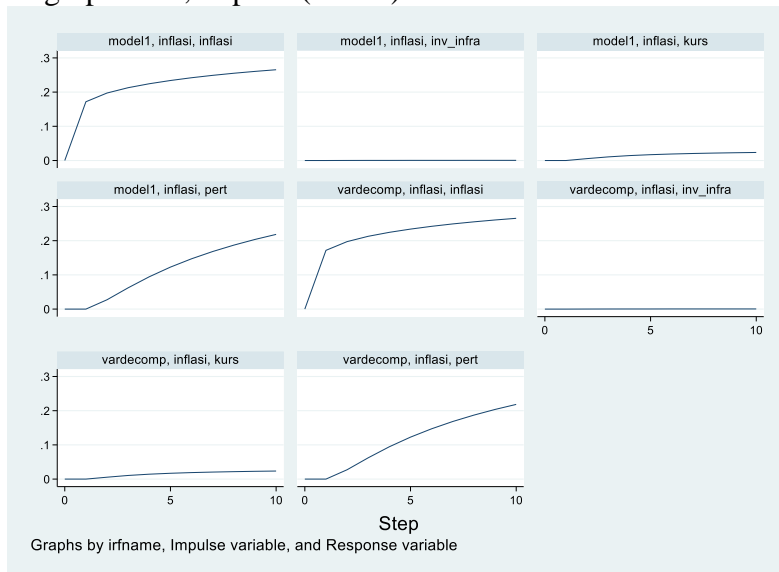 model1, inflasi, inflasi model1, inflasi, inv_infra model1, inflasi, kurs
.3
.2
.1
0
model1, inflasi, pert vardecomp, inflasi, inflasi vardecomp, inflasi, inv_infra
.3
.2
.1
0
0 5 10
vardecomp, inflasi, kurs vardecomp, inflasi, pert
.3
.2
.1
0
0 5 10 0 5 10
Step
Graphs by irfname, Impulse variable, and Response variable